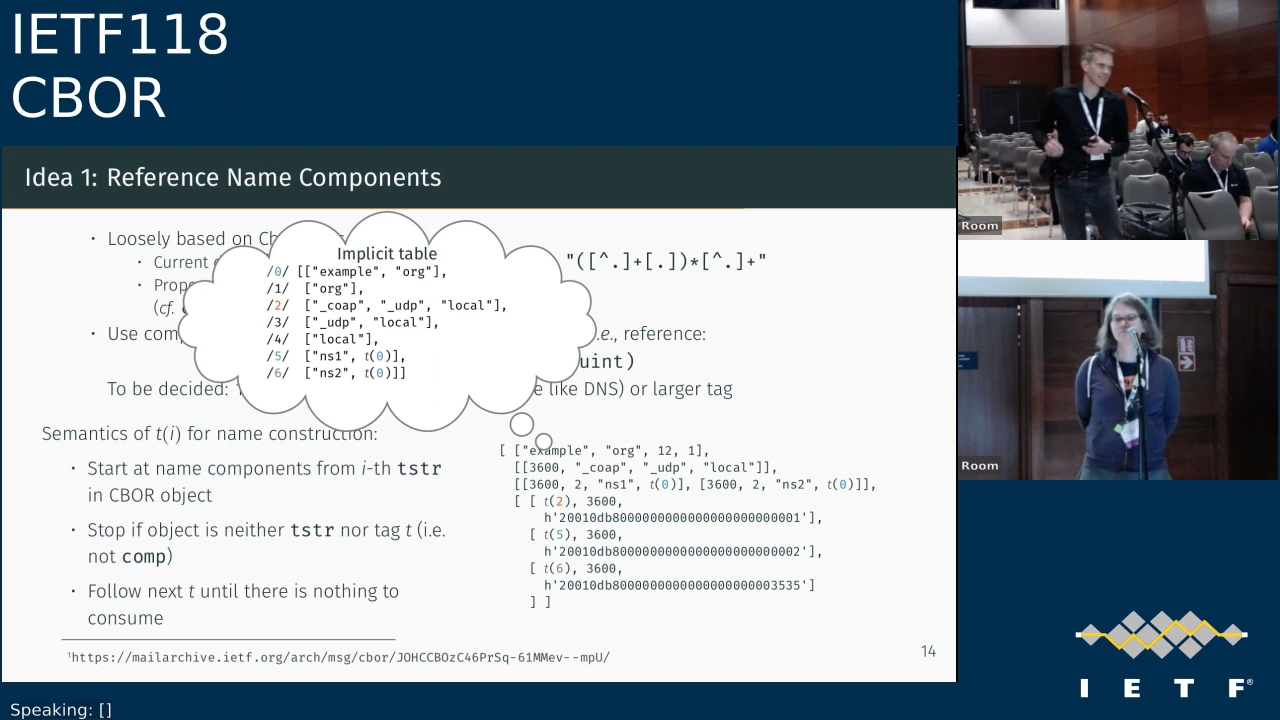 IETF118
CBOR
Idea 1: Reference Name Components
· Loosely based on Ch
· Current
· Prop
(cf.
"([^.]+[.])*[^.]+"
· Use com
i.e., reference:
uint)
To be decided:
e like DNS) or larger tag
Implicit table
/0/ [["example", "org"],
/1/ ["org"],
/2/ ["_coap", "_udp", "local"],
/3/ ["_udp", "local"],
/4/ ["local"],
/5/ ["ns1", t(0)],
/6/ ["ns2", t(0)]]
Semantics of t(i) for name construction:
· Start at name components from i-th tstr
in CBOR object
· Stop if object is neither tstr nor tag t (i.e.
not comp)
· Follow next t until there is nothing to
consume
[ ["example", "org", 12, 1],
[[3600, "_coap", "_udp", "local"]],
[[3600, 2, "ns1", t(0)], [3600, 2, "ns2", t(0)]],
[ [ t(2), 3600,
h'20010db8000000000000000000000001'],
[ t(5), 3600,
h'20010db8000000000000000000000002'],
[ t(6), 3600,
h'20010db8000000000000000000003535']
] ]
¹https://mailarchive.ietf.org/arch/msg/cbor/JOHCCBOzC46PrSq-61MMev--mpU/
14
Room
Room
IETF®
Speaking: []